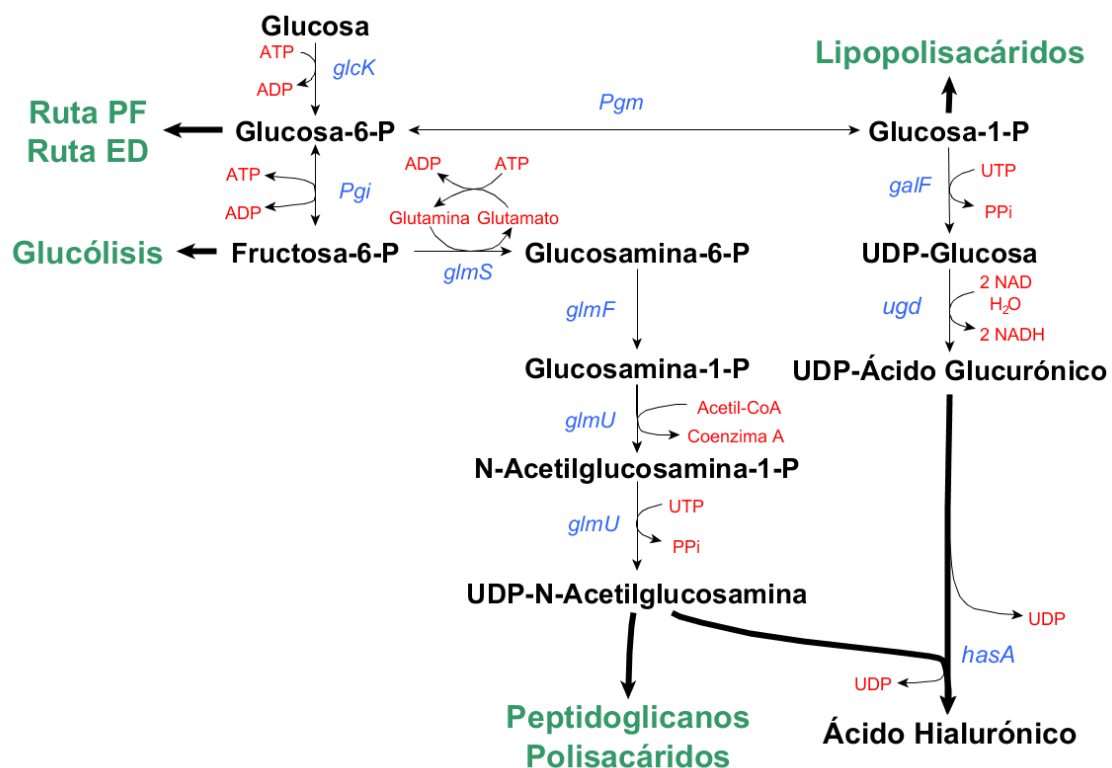 Glucosa
ATP
glcK
ADP
Lipopolisacáridos
Ruta PF
Ruta ED
Glucosa-6-P
Pgm
Glucosa-1-P
ATP
Pgi
ADP
ADP
ATP
Glutamina
Glutamato
galF
UTP
PPi
Glucólisis
Fructosa-6-P
glmS
Glucosamina-6-P
UDP-Glucosa
glmF
ugd
2 NAD
H₂O
2 NADH
Glucosamina-1-P
UDP-Ácido Glucurónico
glmU
Acetil-CoA
Coenzima A
N-Acetilglucosamina-1-P
glmU
UTP
PPi
UDP-N-Acetilglucosamina
UDP
hasA
UDP
Peptidoglicanos
Polisacáridos
Ácido Hialurónico